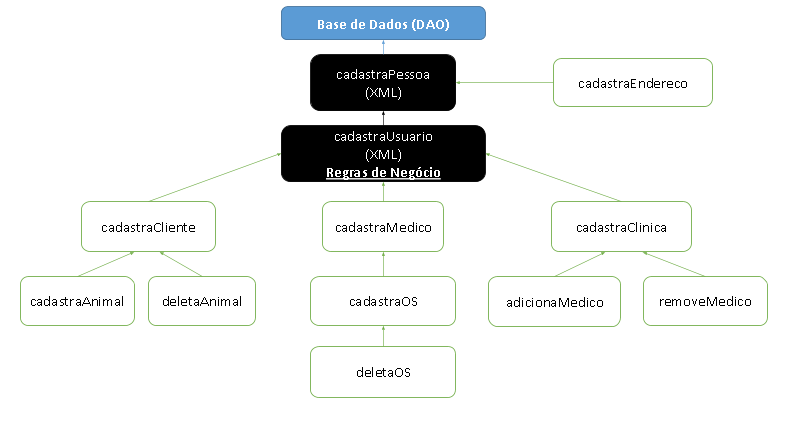 Base de Dados (DAO)
cadastraPessoa
(XML)
cadastraEndereco
cadastraUsuario
(XML)
Regras de Negócio
cadastraCliente
cadastraMedico
cadastraClinica
cadastraAnimal
deletaAnimal
cadastraOS
adicionaMedico
removeMedico
deletaOS